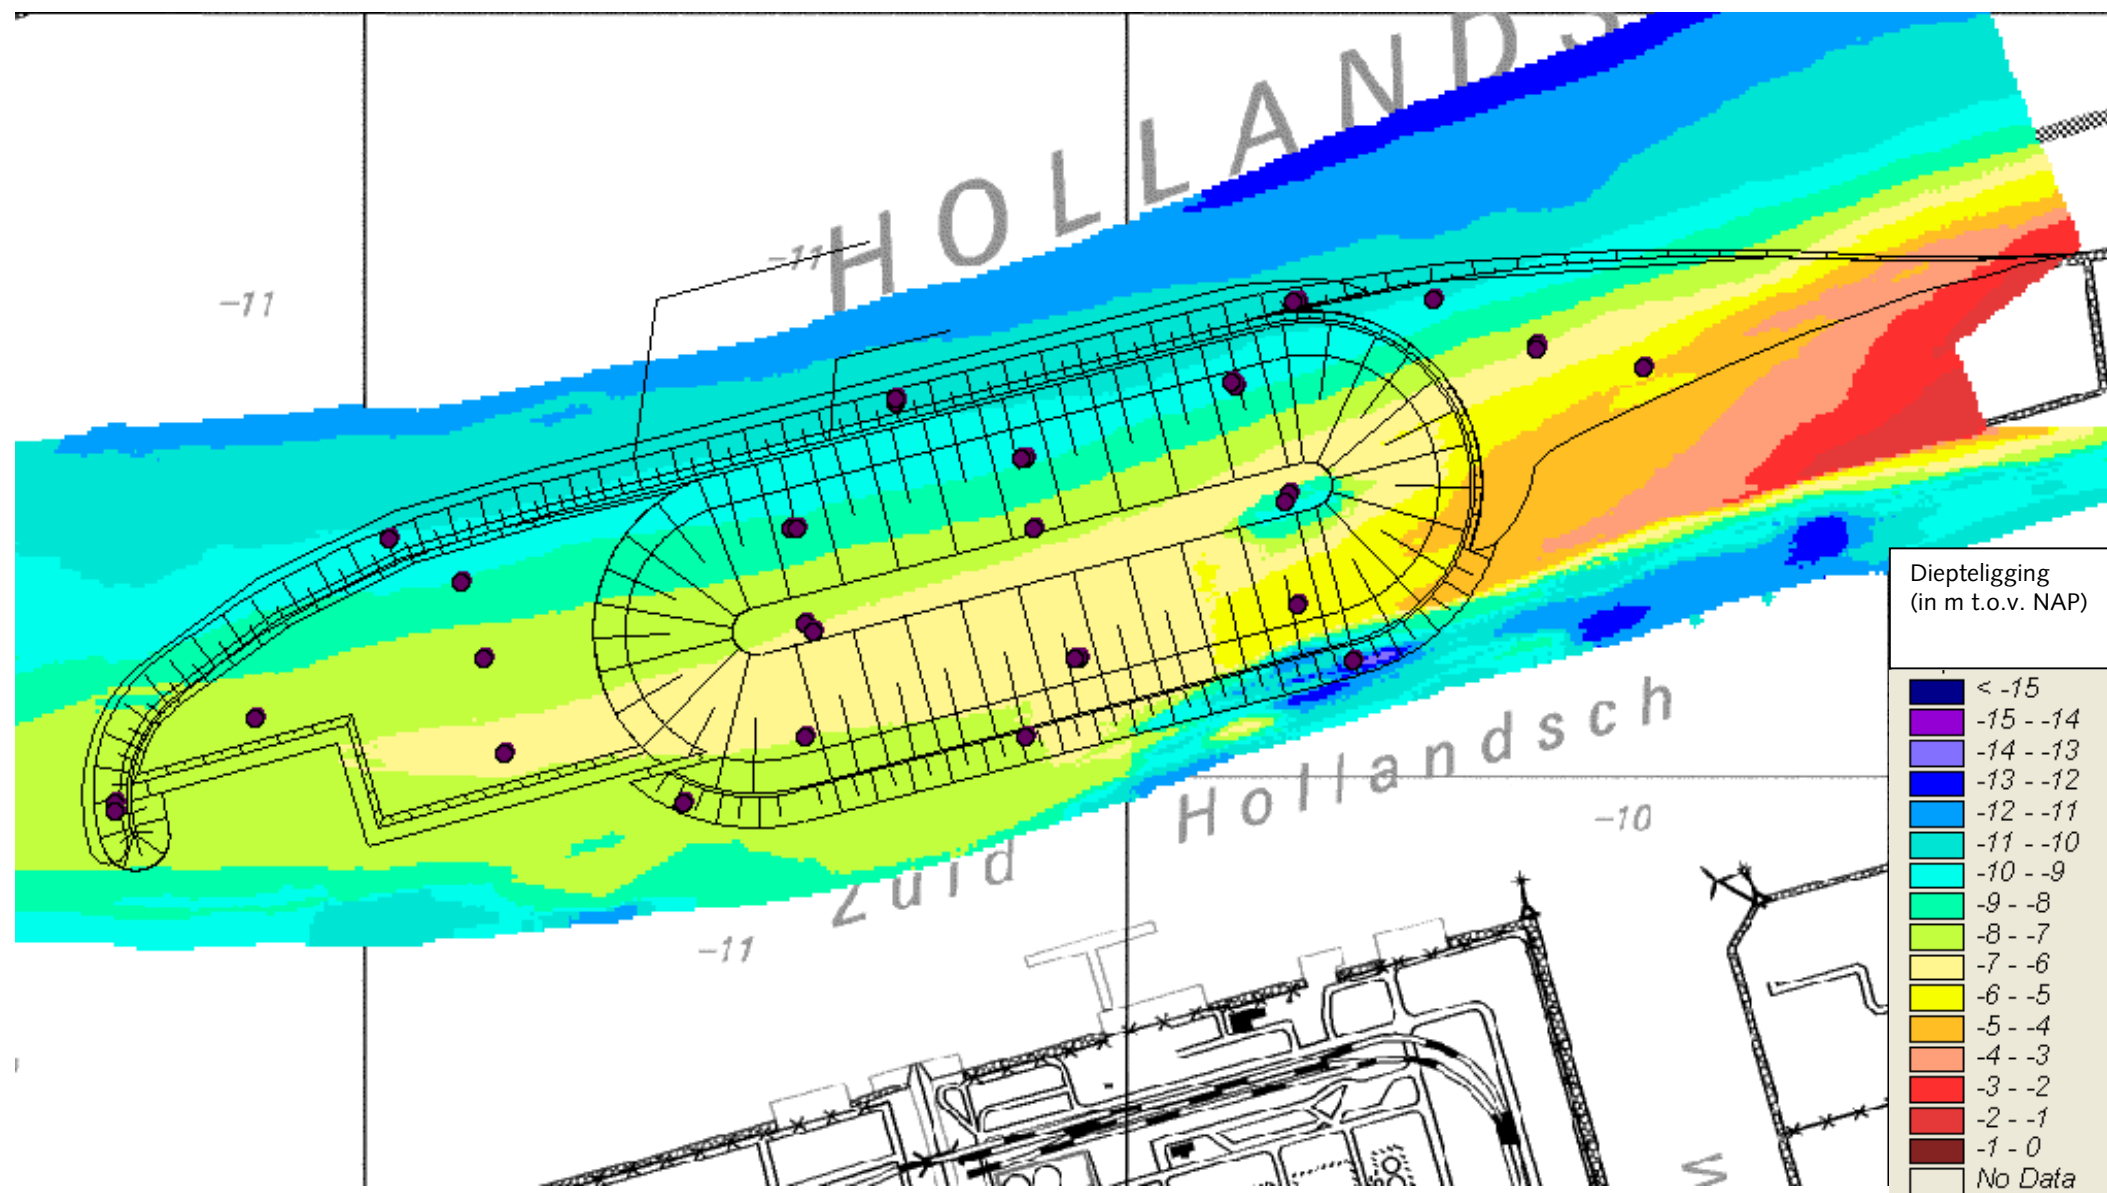 HOLLANDS
-11
-11
Diepteligging
(in m t.o.v. NAP)
Hollandsch
Zuid
-10
-11
< -15
-15 - -14
-14 - -13
-13 - -12
-12 - -11
-11 - -10
-10 - -9
-9 - -8
-8 - -7
-7 - -6
-6 - -5
-5 - -4
-4 - -3
-3 - -2
-2 - -1
-1 - 0
No Data